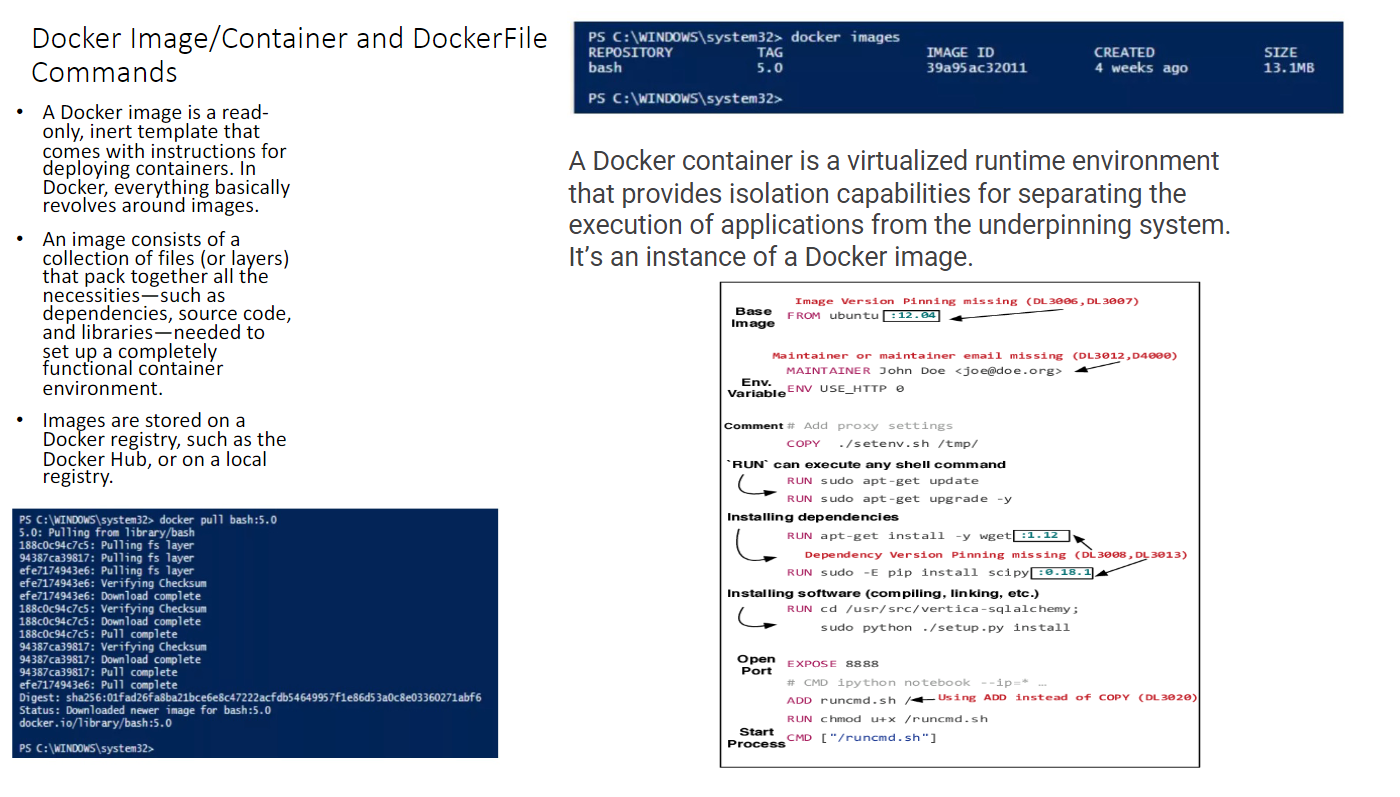 Docker Image/Container and DockerFile
Commands
• A Docker image is a read-
only, inert template that
comes with instructions for
deploying containers. In
Docker, everything basically
revolves around images.
• An image consists of a
collection of files (or layers)
that pack together all the
necessities—such as
dependencies, source code,
and libraries—needed to
set up a completely
functional container
environment.
• Images are stored on a
Docker registry, such as the
Docker Hub, or on a local
registry.
PS C:\WINDOWS\system32> docker pull bash:5.0
5.0: Pulling from library/bash
188c0c94c7c5: Pulling fs layer
94387ca39817: Pulling fs layer
efe7174943e6: Pulling fs layer
efe7174943e6: Verifying Checksum
efe7174943e6: Download complete
188c0c94c7c5: Verifying Checksum
188c0c94c7c5: Download complete
188c0c94c7c5: Pull complete
94387ca39817: Verifying Checksum
94387ca39817: Download complete
94387ca39817: Pull complete
efe7174943e6: Pull complete
Digest: sha256:01fad26fa8ba21bce6e8c47222acfdb54649957f1e86d53a0c8e03360271abf6
Status: Downloaded newer image for bash:5.0
docker.io/library/bash:5.0
PS C:\WINDOWS\system32>
PS C:\WINDOWS\system32> docker images
REPOSITORY TAG IMAGE ID CREATED SIZE
bash 5.0 39a95ac32011 4 weeks ago 13.1MB
PS C:\WINDOWS\system32>
A Docker container is a virtualized runtime environment
that provides isolation capabilities for separating the
execution of applications from the underpinning system.
It's an instance of a Docker image.
Image Version Pinning missing (DL3006,DL3007)
Base Image FROM ubuntu :12.04
Maintainer or maintainer email missing (DL3012,D4000)
MAINTAINER John Doe <joe@doe.org>
Env. Variable ENV USE_HTTP 0
Comment # Add proxy settings
COPY ./setenv.sh /tmp/
`RUN` can execute any shell command
RUN sudo apt-get update
RUN sudo apt-get upgrade -y
Installing dependencies
RUN apt-get install -y wget :1.12
Dependency Version Pinning missing (DL3008,DL3013)
RUN sudo -E pip install scipy :0.18.1
Installing software (compiling, linking, etc.)
RUN cd /usr/src/vertica-sqlalchemy;
sudo python ./setup.py install
Open Port EXPOSE 8888
# CMD ipython notebook --ip=* …
ADD runcmd.sh / Using ADD instead of COPY (DL3020)
RUN chmod u+x /runcmd.sh
Start Process CMD ["/runcmd.sh"]